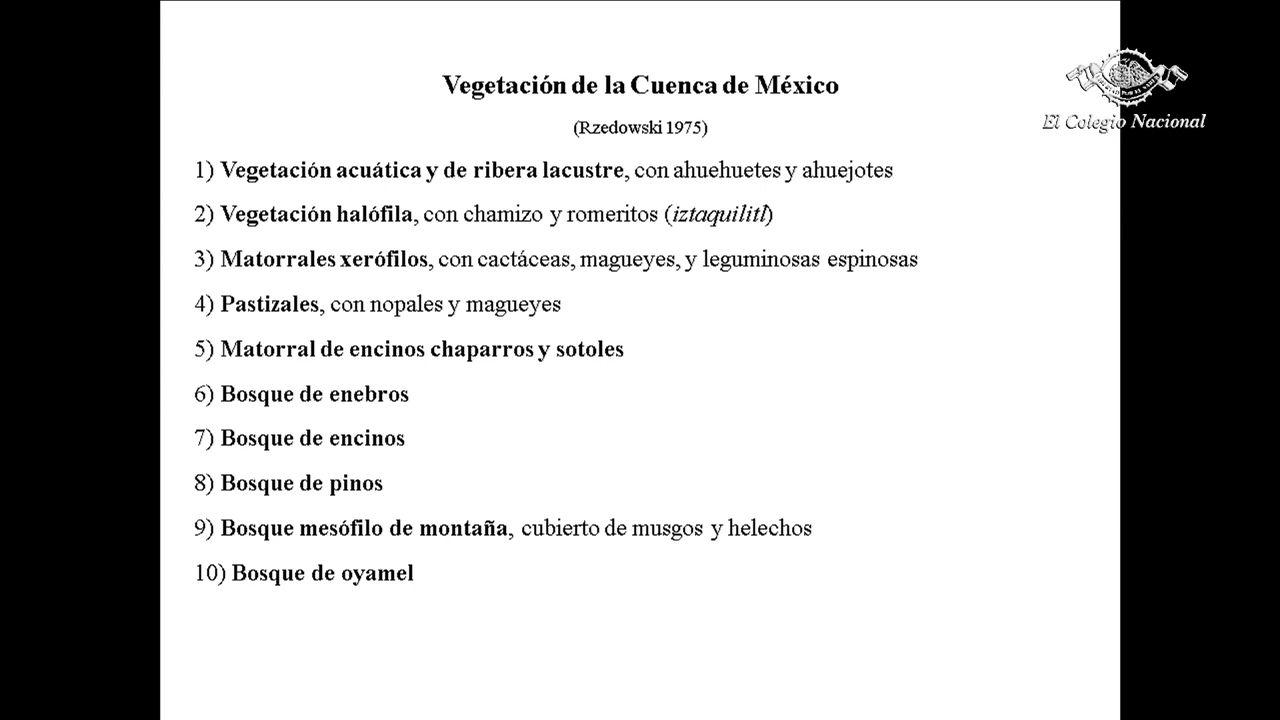 Vegetación de la Cuenca de México
(Rzedowski 1975)
El Colegio Nacional
1) Vegetación acuática y de ribera lacustre, con ahuehuetes y ahuejotes
2) Vegetación halófila, con chamizo y romeritos (iztaquilitl)
3) Matorrales xerófilos, con cactáceas, magueyes, y leguminosas espinosas
4) Pastizales, con nopales y magueyes
5) Matorral de encinos chaparros y sotoles
6) Bosque de enebros
7) Bosque de encinos
8) Bosque de pinos
9) Bosque mesófilo de montaña, cubierto de musgos y helechos
10) Bosque de oyamel